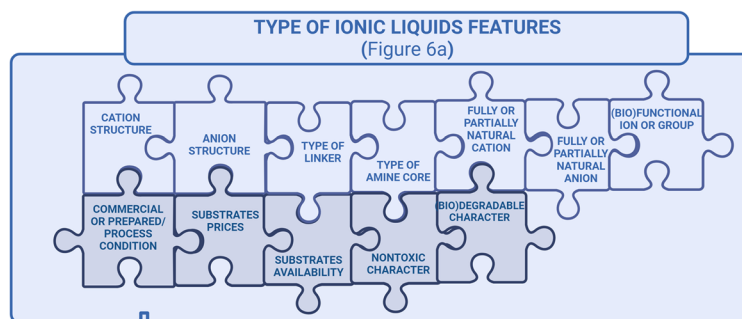 TYPE OF IONIC LIQUIDS FEATURES
(Figure 6a)
CATION
STRUCTURE
ANION
STRUCTURE
TYPE OF
LINKER
TYPE OF
AMINE CORE
FULLY OR
PARTIALLY
NATURAL
CATION
FULLY OR
PARTIALLY
NATURAL
ANION
(BIO)FUNCTIONAL
ION OR GROUP
COMMERCIAL
OR PREPARED/
PROCESS
CONDITION
SUBSTRATES
PRICES
SUBSTRATES
AVAILABILITY
NONTOXIC
CHARACTER
(BIO)DEGRADABLE
CHARACTER